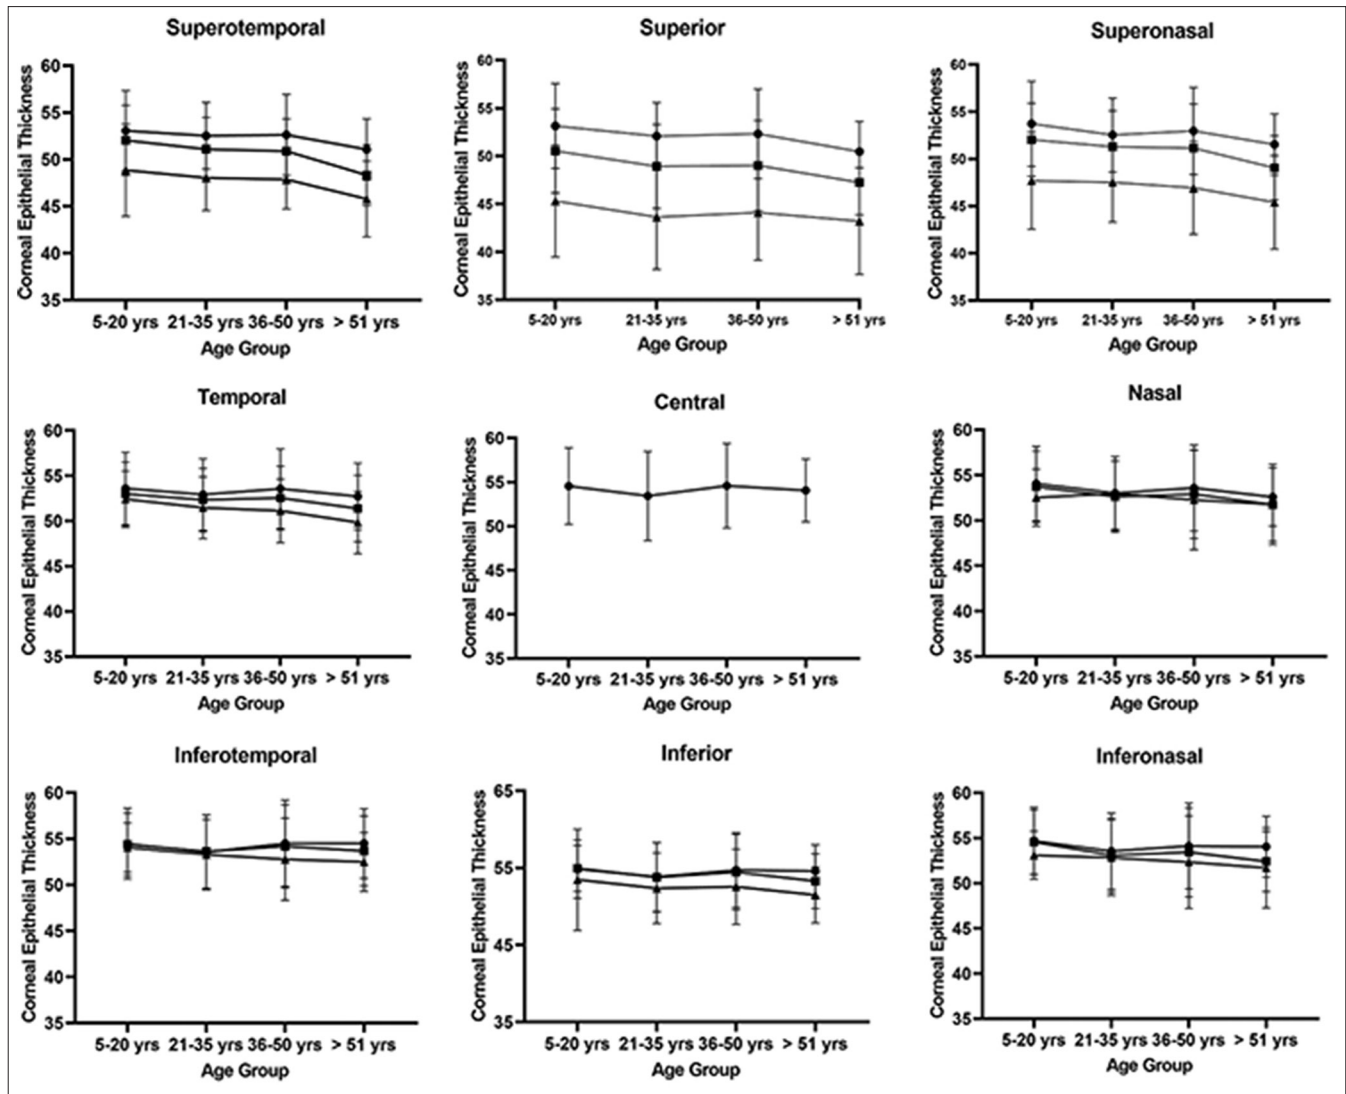 Superotemporal
Corneal Epithelial Thickness
60
55
50
45
40
35
5-20 yrs 21-35 yrs 36-50 yrs > 51 yrs
Age Group
Superior
Corneal Epithelial Thickness
60
55
50
45
40
35
5-20 yrs 21-35 yrs 36-50 yrs > 51 yrs
Age Group
Superonasal
Corneal Epithelial Thickness
60
55
50
45
40
35
5-20 yrs 21-35 yrs 36-50 yrs > 51 yrs
Age Group
Temporal
Corneal Epithelial Thickness
60
55
50
45
40
35
5-20 yrs 21-35 yrs 36-50 yrs > 51 yrs
Age Group
Central
Corneal Epithelial Thickness
60
55
50
45
40
35
5-20 yrs 21-35 yrs 36-50 yrs > 51 yrs
Age Group
Nasal
Corneal Epithelial Thickness
60
55
50
45
40
35
5-20 yrs 21-35 yrs 36-50 yrs > 51 yrs
Age Group
Inferotemporal
Corneal Epithelial Thickness
60
55
50
45
40
35
5-20 yrs 21-35 yrs 36-50 yrs > 51 yrs
Age Group
Inferior
Corneal Epithelial Thickness
65
55
45
35
5-20 yrs 21-35 yrs 36-50 yrs > 51 yrs
Age Group
Inferonasal
Corneal Epithelial Thickness
60
55
50
45
40
35
5-20 yrs 21-35 yrs 36-50 yrs > 51 yrs
Age Group